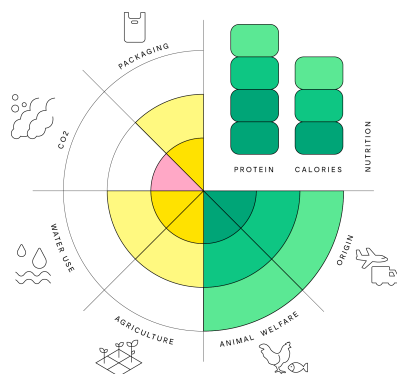 PACKAGING
CO2
PROTEIN
CALORIES
NUTRITION
WATER USE
ORIGIN
AGRICULTURE
ANIMAL WELFARE